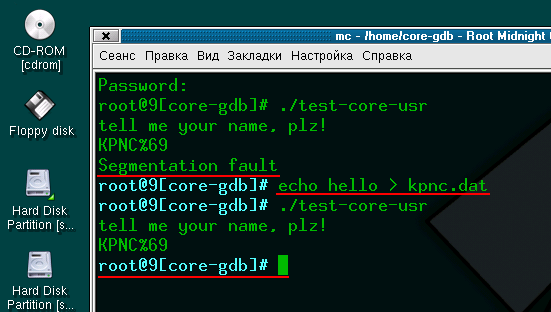 CD-ROM
[cdrom]
Floppy disk
Hard Disk
Partition [s...
Hard Disk
Partition [s...
mc - /home/core-gdb - Root Midnight
Сеанс Правка Вид Закладки Настройка Справка
Password:
root@9[core-gdb]# ./test-core-usr
tell me your name, plz!
KPNC%69
Segmentation fault
root@9[core-gdb]# echo hello > kpnc.dat
root@9[core-gdb]# ./test-core-usr
tell me your name, plz!
KPNC%69
root@9[core-gdb]#